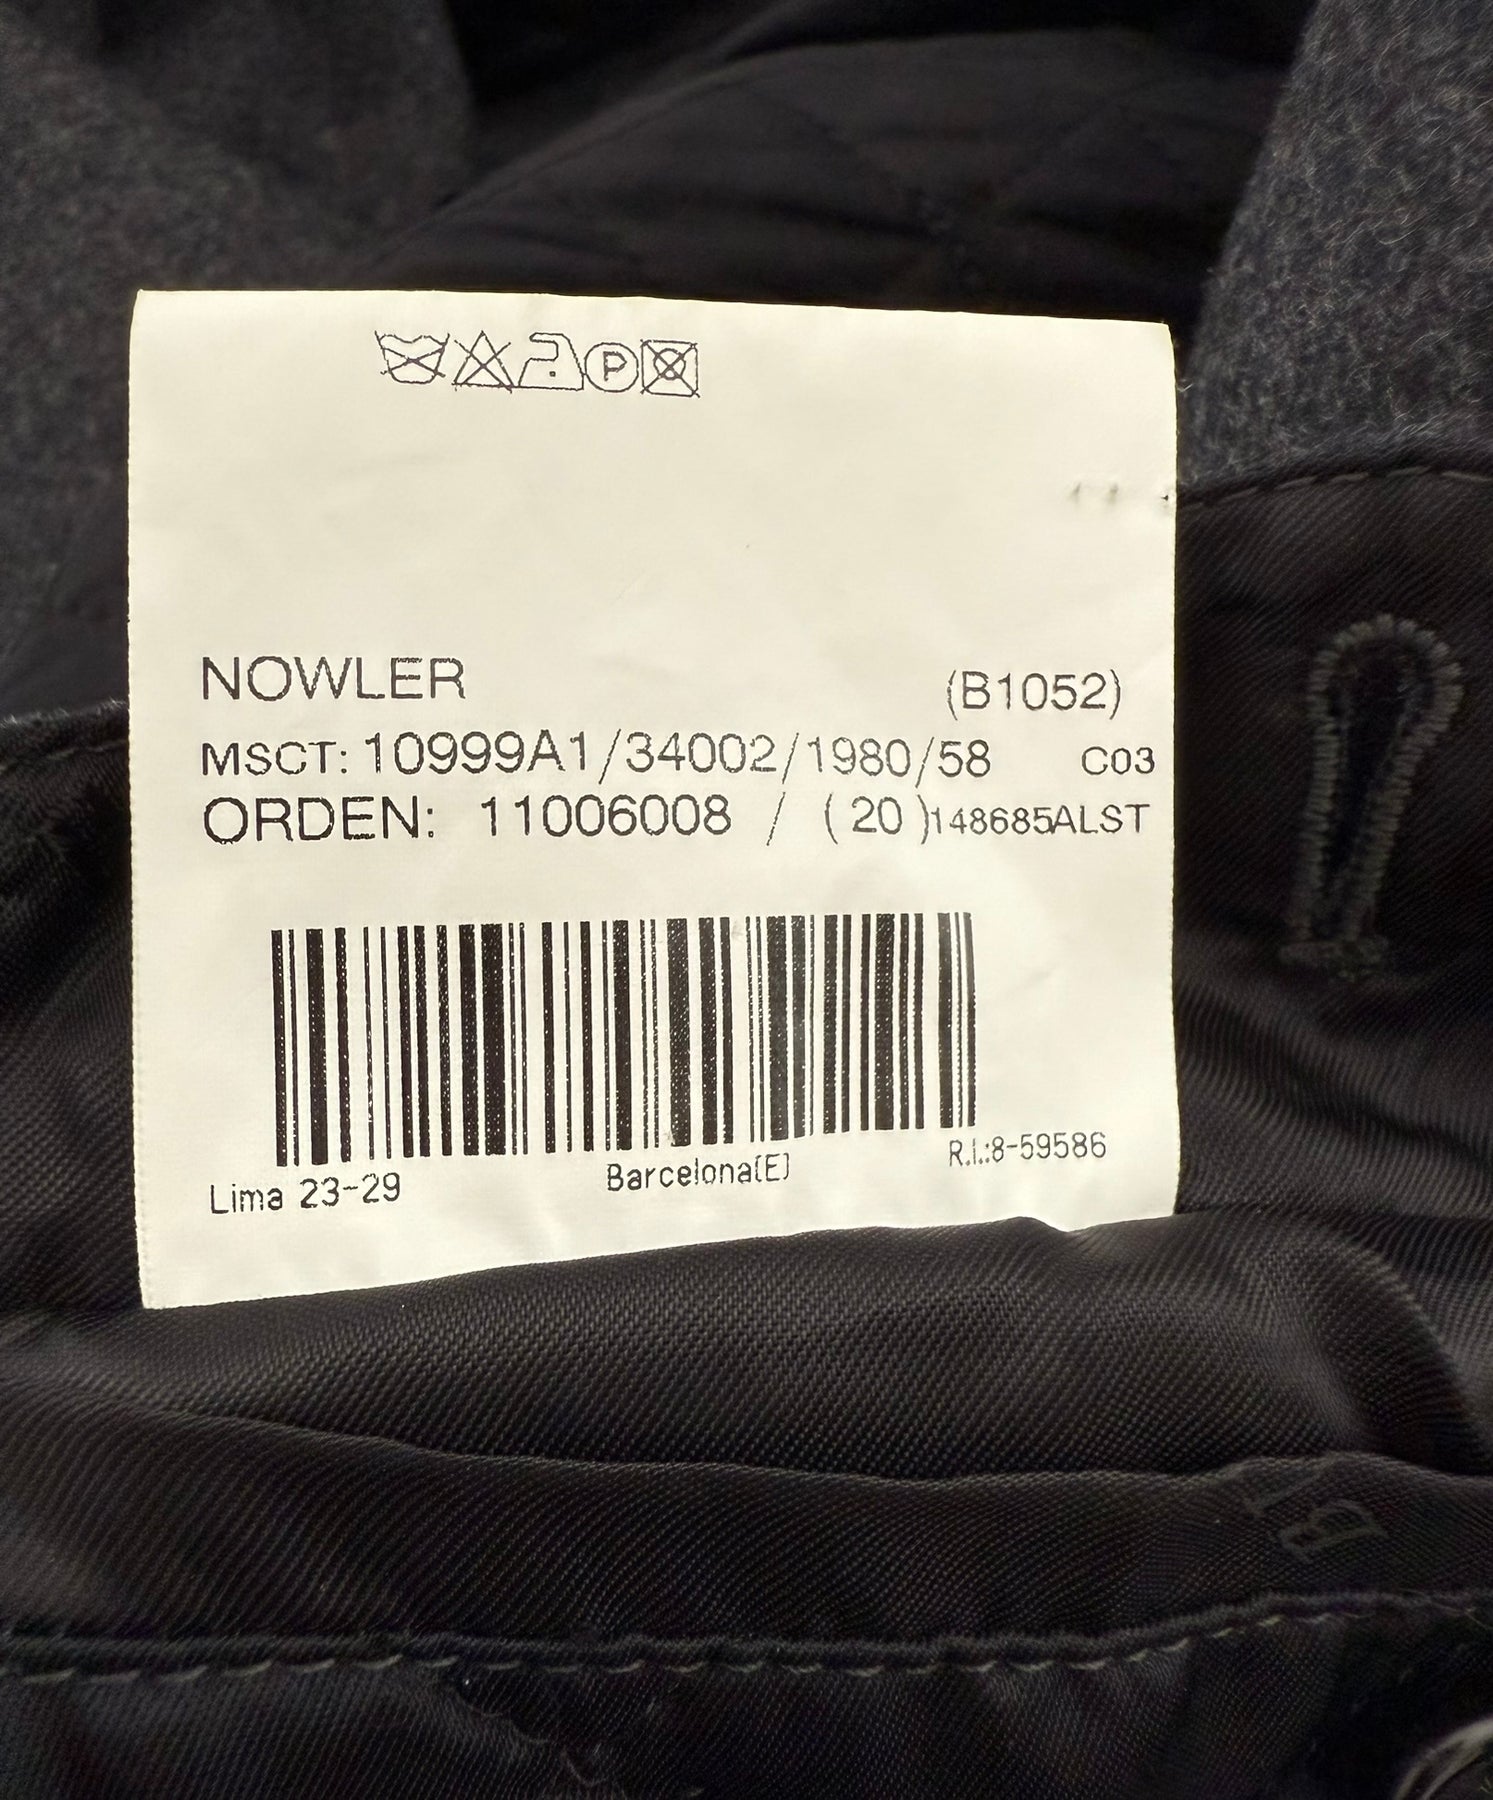 P
NOWLER (B1052)
MSCT: 10999A1/34002/1980/58 C03
ORDEN: 11006008 / ( 20 )148685ALST
Lima 23-29 Barcelona(E) R.I.:8-59586